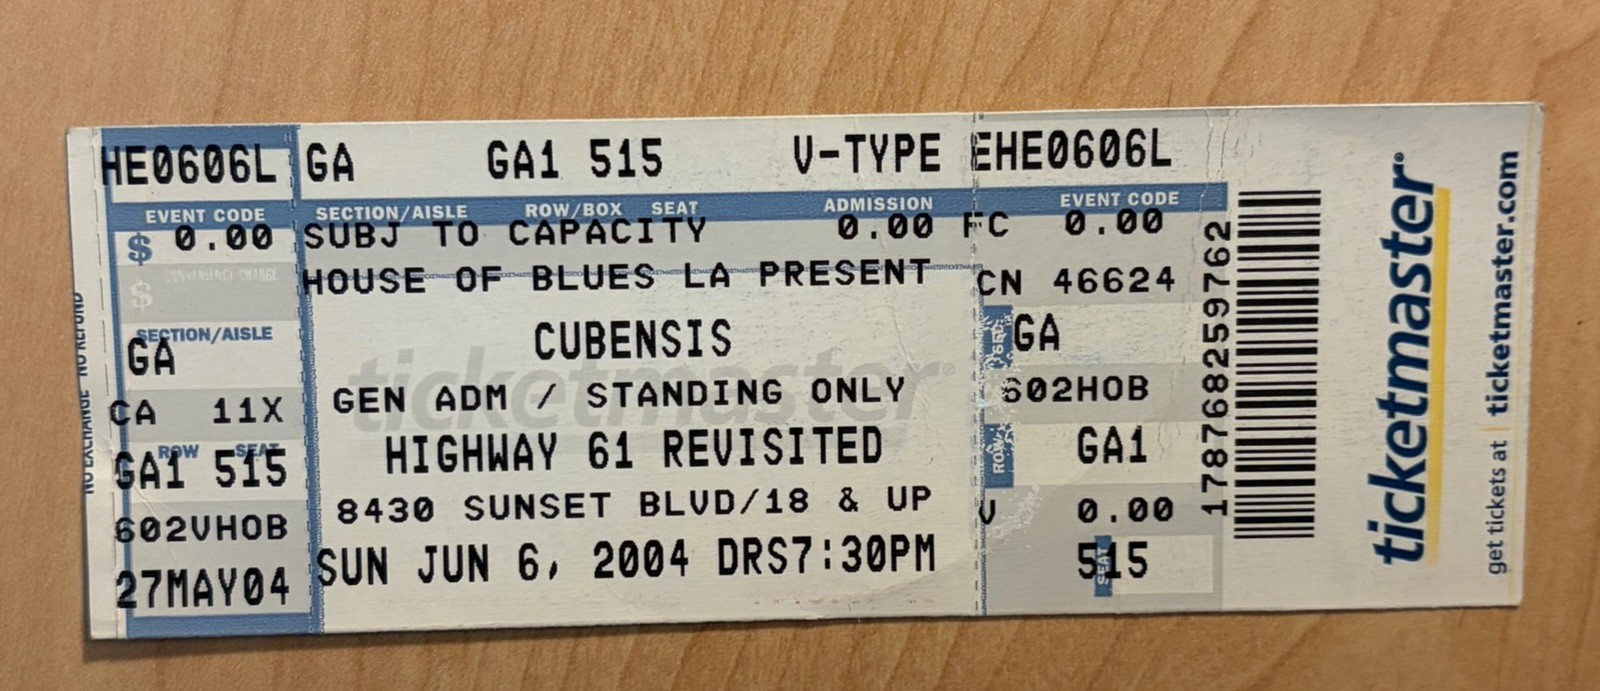 HE0606L GA GA1 515 V-TYPE EHE0606L
EVENT CODE SECTION/AISLE ROW/BOX SEAT ADMISSION EVENT CODE
$ 0.00 SUBJ TO CAPACITY 0.00 FC 0.00
$ CONVENIENCE CHARGE HOUSE OF BLUES LA PRESENT CN 46624
SECTION/AISLE
GA CUBENSIS GA
CA 11X GEN ADM / STANDING ONLY 602HOB
ROW SEAT
GA1 515 HIGHWAY 61 REVISITED ROW GA1
602VHOB 8430 SUNSET BLVD/18 & UP V 0.00
27MAY04 SUN JUN 6, 2004 DRS7:30PM SEAT 515
NO EXCHANGE NO REFUND
ticketmaster
178768259762
ticketmaster®
get tickets at | ticketmaster.com